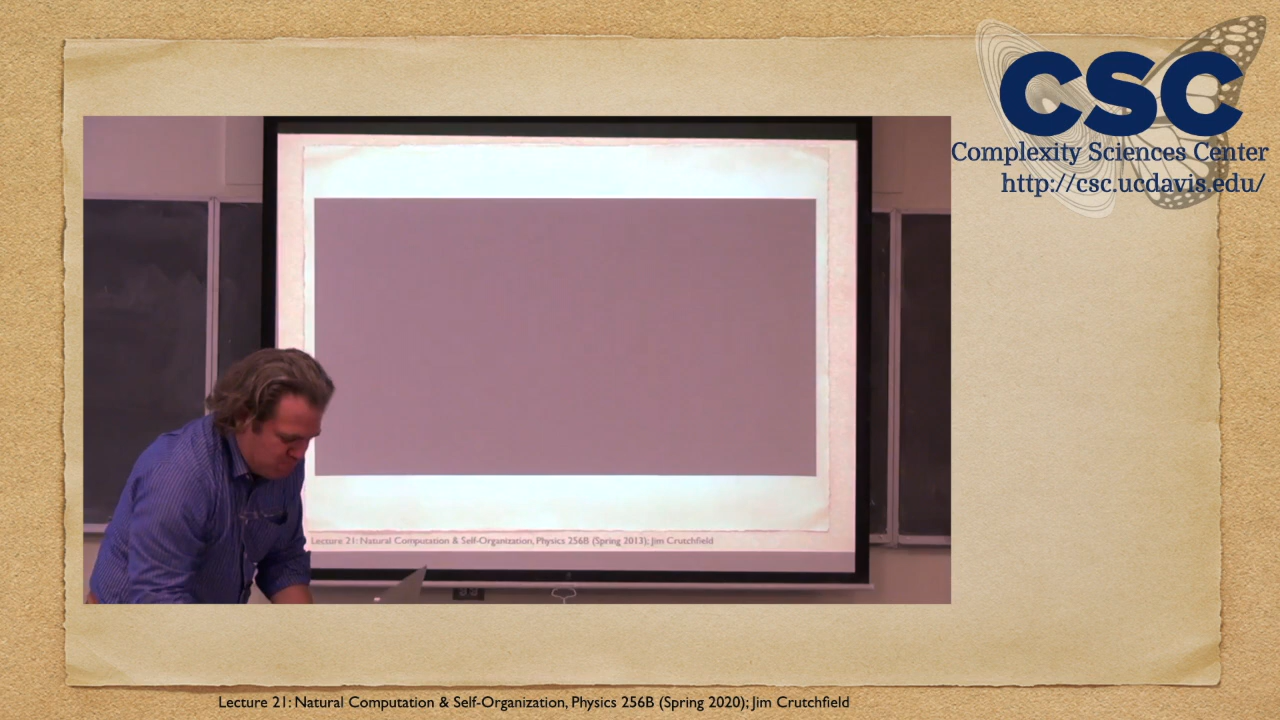 CSC
Complexity Sciences Center
http://csc.ucdavis.edu/
Lecture 21: Natural Computation & Self-Organization, Physics 256B (Spring 2013); Jim Crutchfield
Lecture 21: Natural Computation & Self-Organization, Physics 256B (Spring 2020); Jim Crutchfield